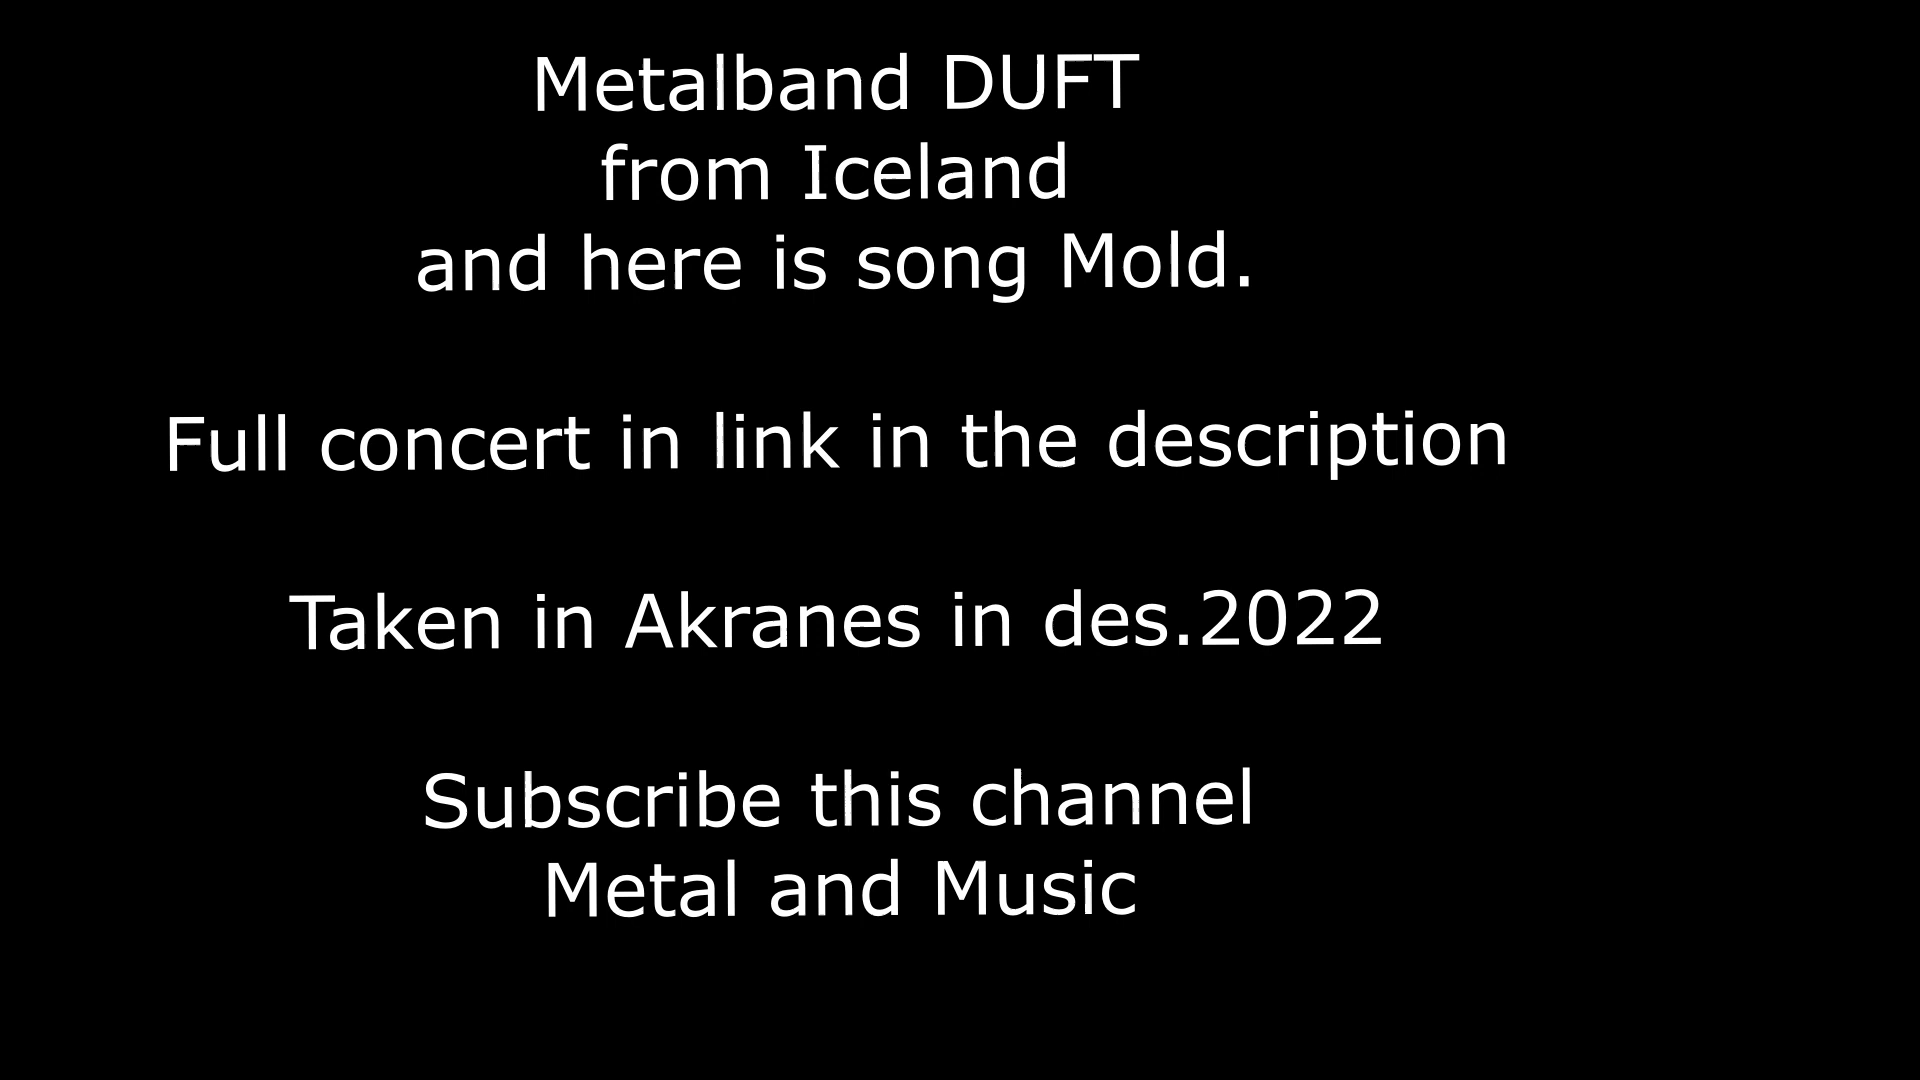 Metalband DUFT
from Iceland
and here is song Mold.
Full concert in link in the description
Taken in Akranes in des.2022
Subscribe this channel
Metal and Music